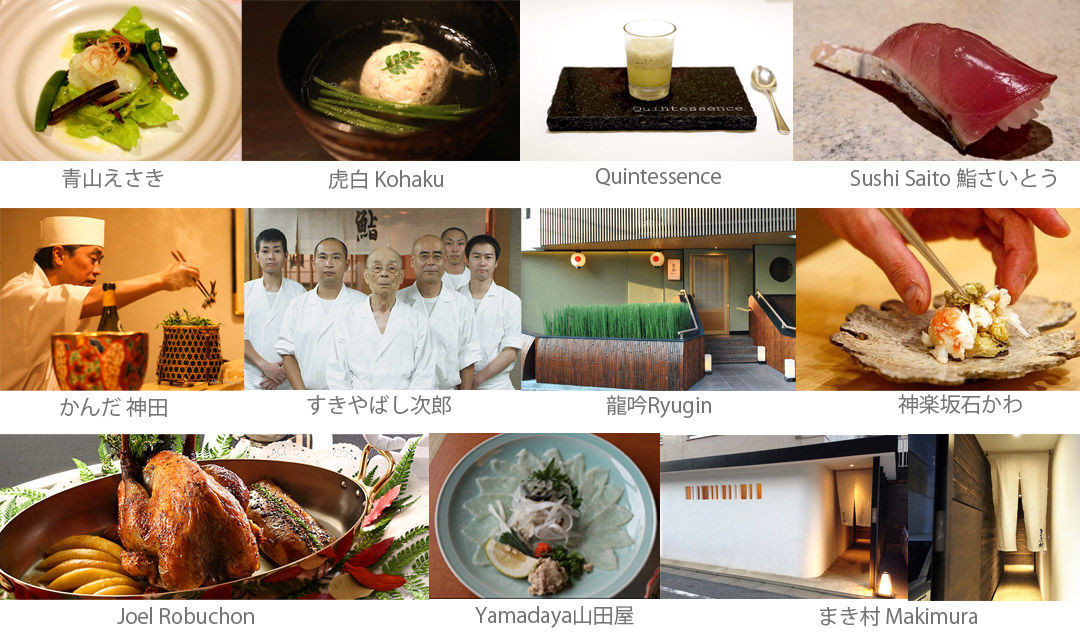 Quintessence
青山えさき
虎白 Kohaku
Quintessence
Sushi Saito 鮨さいとう
鮨
かんだ 神田
すきやばし次郎
龍吟Ryugin
神楽坂石かわ
Joel Robuchon
Yamadaya山田屋
まき村 Makimura